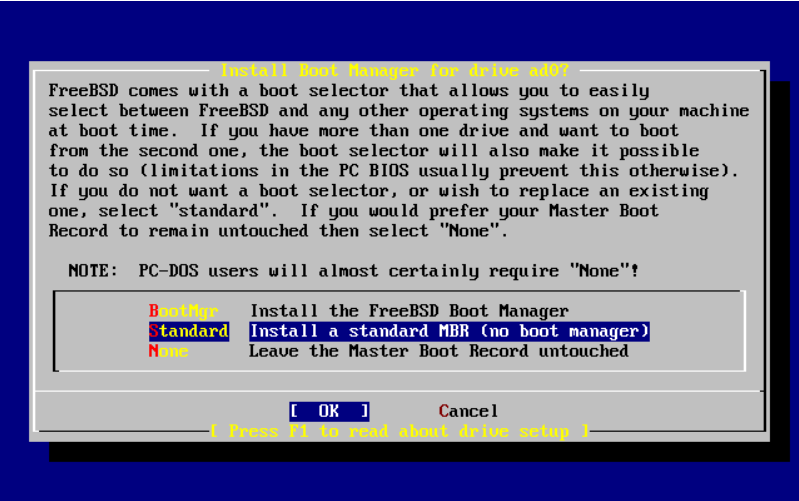 Install Boot Manager for drive ad0?
FreeBSD comes with a boot selector that allows you to easily
select between FreeBSD and any other operating systems on your machine
at boot time.  If you have more than one drive and want to boot
from the second one, the boot selector will also make it possible
to do so (limitations in the PC BIOS usually prevent this otherwise).
If you do not want a boot selector, or wish to replace an existing
one, select "standard".  If you would prefer your Master Boot
Record to remain untouched then select "None".
NOTE:  PC-DOS users will almost certainly require "None"!
BootMgr   Install the FreeBSD Boot Manager
Standard  Install a standard MBR (no boot manager)
None      Leave the Master Boot Record untouched
[  OK  ]       Cancel
[ Press F1 to read about drive setup ]